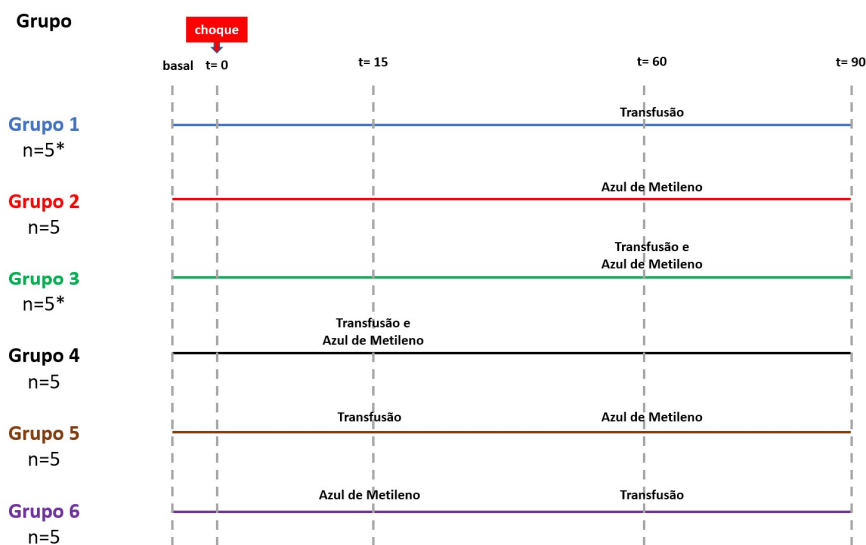 Grupo
choque
basal t= 0 t= 15 t= 60 t= 90
Transfusão
Grupo 1
n=5*
Azul de Metileno
Grupo 2
n=5
Transfusão e
Azul de Metileno
Grupo 3
n=5*
Transfusão e
Azul de Metileno
Grupo 4
n=5
Transfusão Azul de Metileno
Grupo 5
n=5
Azul de Metileno Transfusão
Grupo 6
n=5